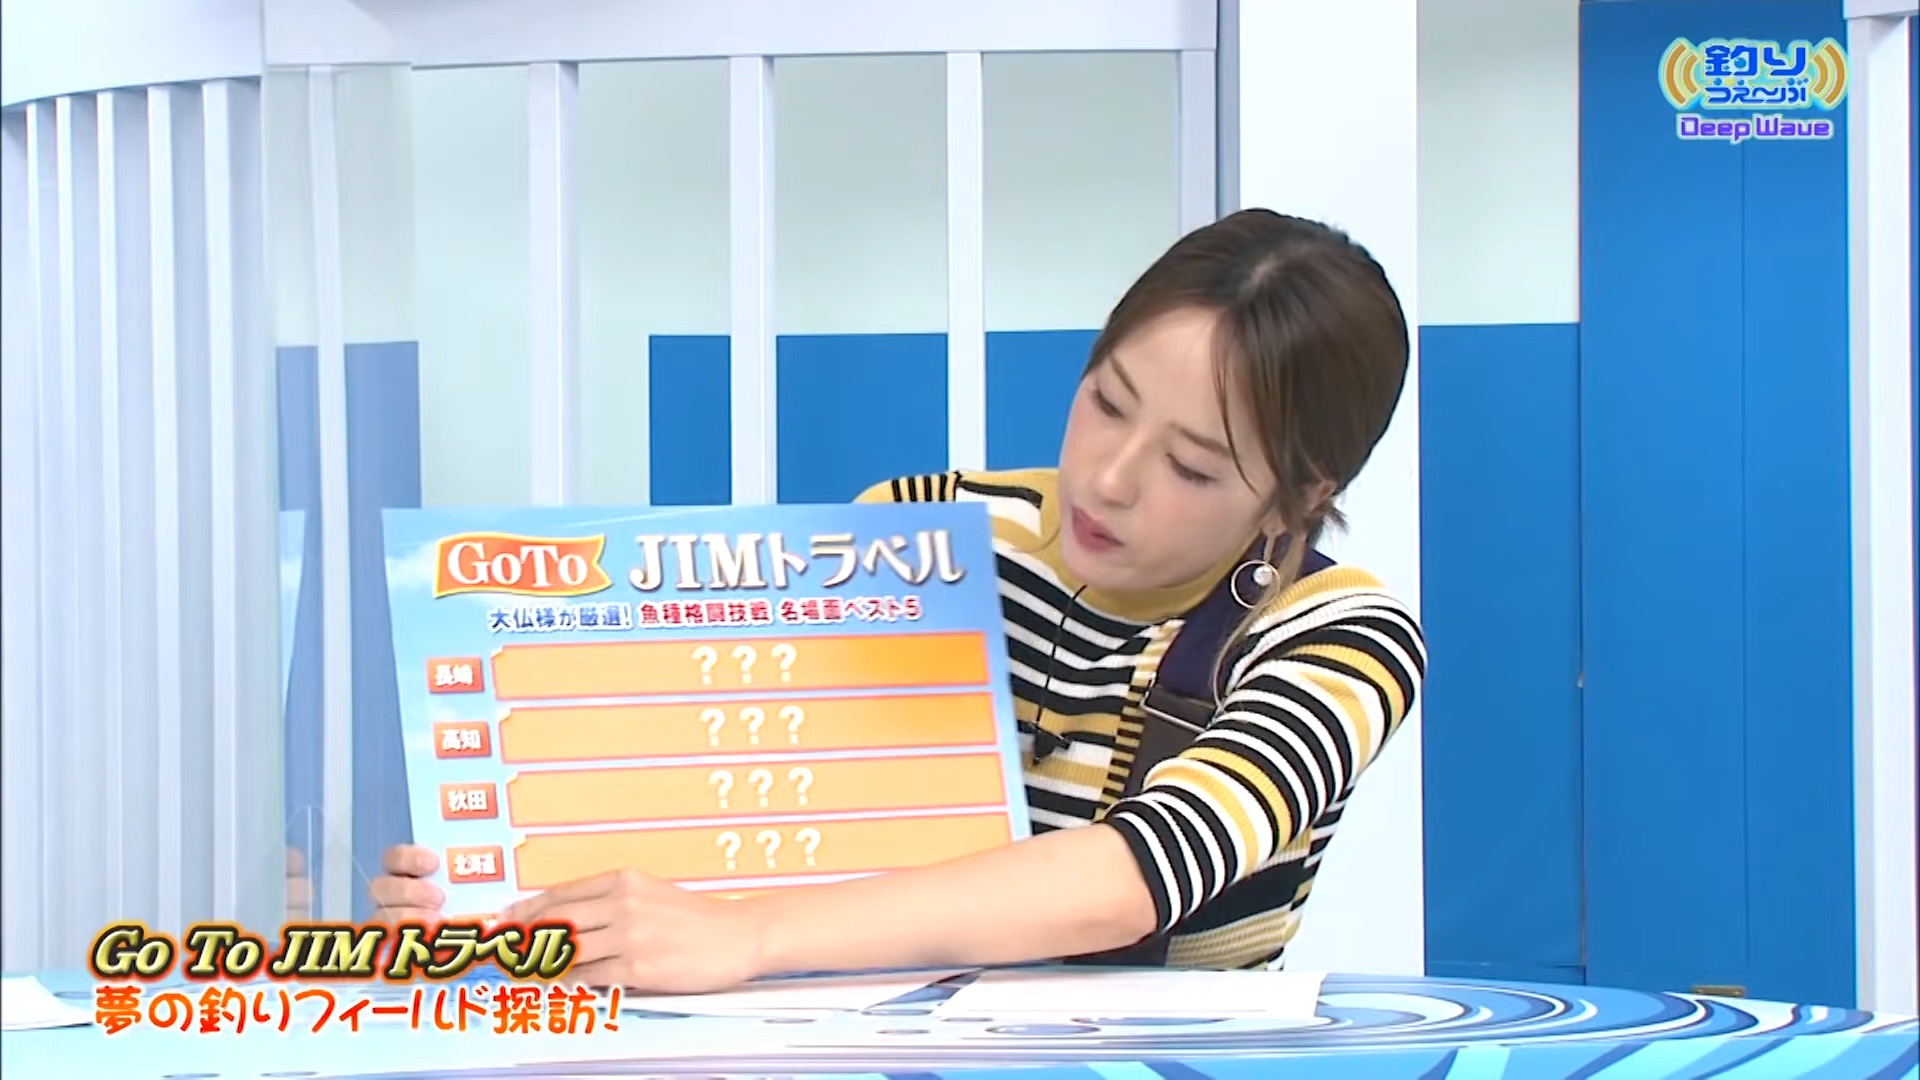 釣り
うぇ～ぶ
Deep Wave
GoTo JIMトラベル
大仏様が厳選! 魚種格闘技戦 名場面ベスト5
長崎 ???
高知 ???
秋田 ???
北海道 ???
Go To JIM トラベル
夢の釣りフィールド探訪!